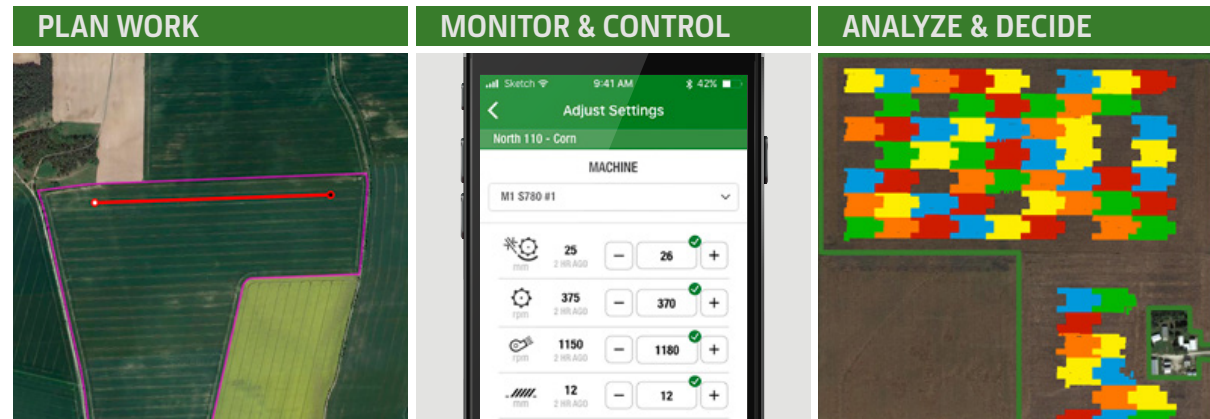 PLAN WORK
MONITOR & CONTROL
ANALYZE & DECIDE
Sketch 9:41 AM 42%
Adjust Settings
North 110 - Corn
MACHINE
M1 S780 #1
25 − 26 +
mm 2 HR AGO
375 − 370 +
rpm 2 HR AGO
1150 − 1180 +
rpm 2 HR AGO
12 − 12 +
mm 2 HR AGO